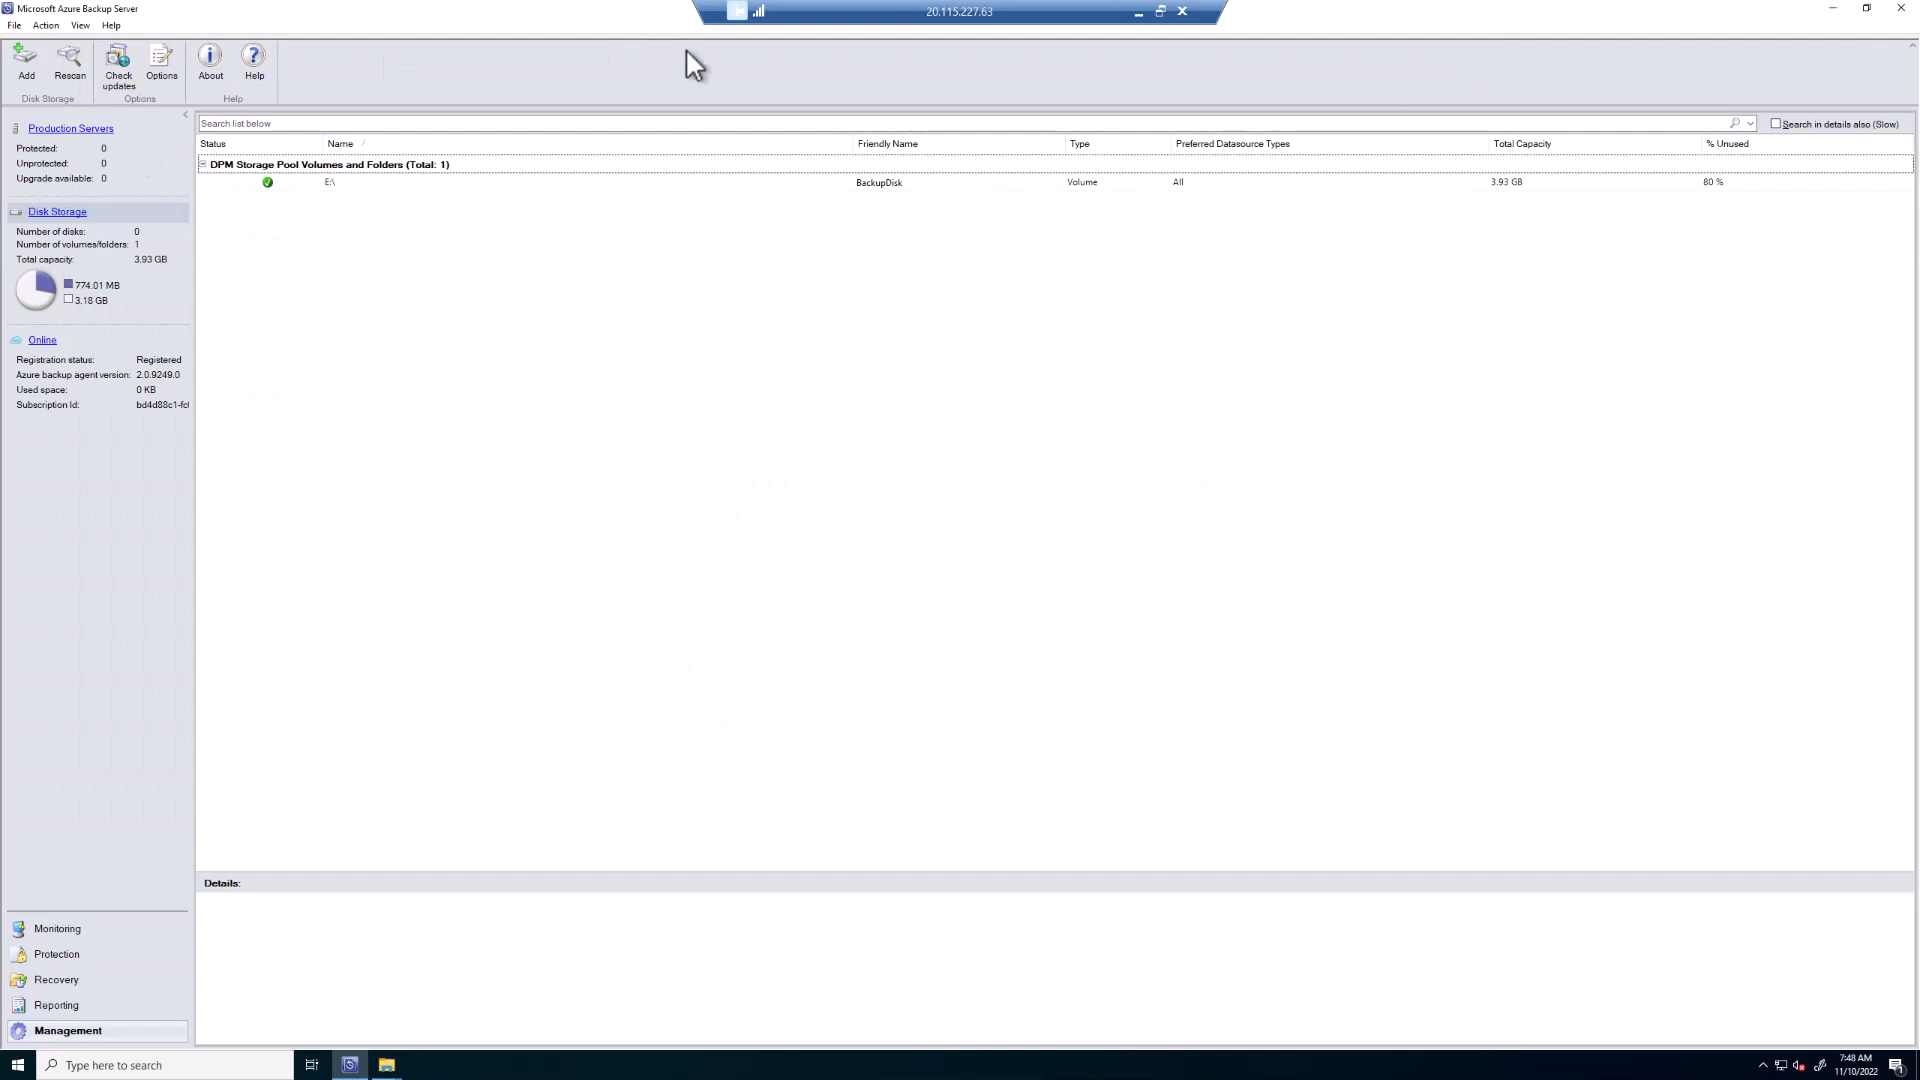 Microsoft Azure Backup Server
20.115.227.63
File Action View Help
Add Rescan Check updates Options About Help
Disk Storage Options Help
Production Servers
Protected: 0
Unprotected: 0
Upgrade available: 0
Disk Storage
Number of disks: 0
Number of volumes/folders: 1
Total capacity: 3.93 GB
774.01 MB
3.18 GB
Online
Registration status: Registered
Azure backup agent version: 2.0.9249.0
Used space: 0 KB
Subscription Id: bd4d88c1-fc
Search list below
Search in details also (Slow)
Status Name Friendly Name Type Preferred Datasource Types Total Capacity % Unused
DPM Storage Pool Volumes and Folders (Total: 1)
E:\ BackupDisk Volume All 3.93 GB 80 %
Details:
Monitoring
Protection
Recovery
Reporting
Management
Type here to search
7:48 AM
11/10/2022
1